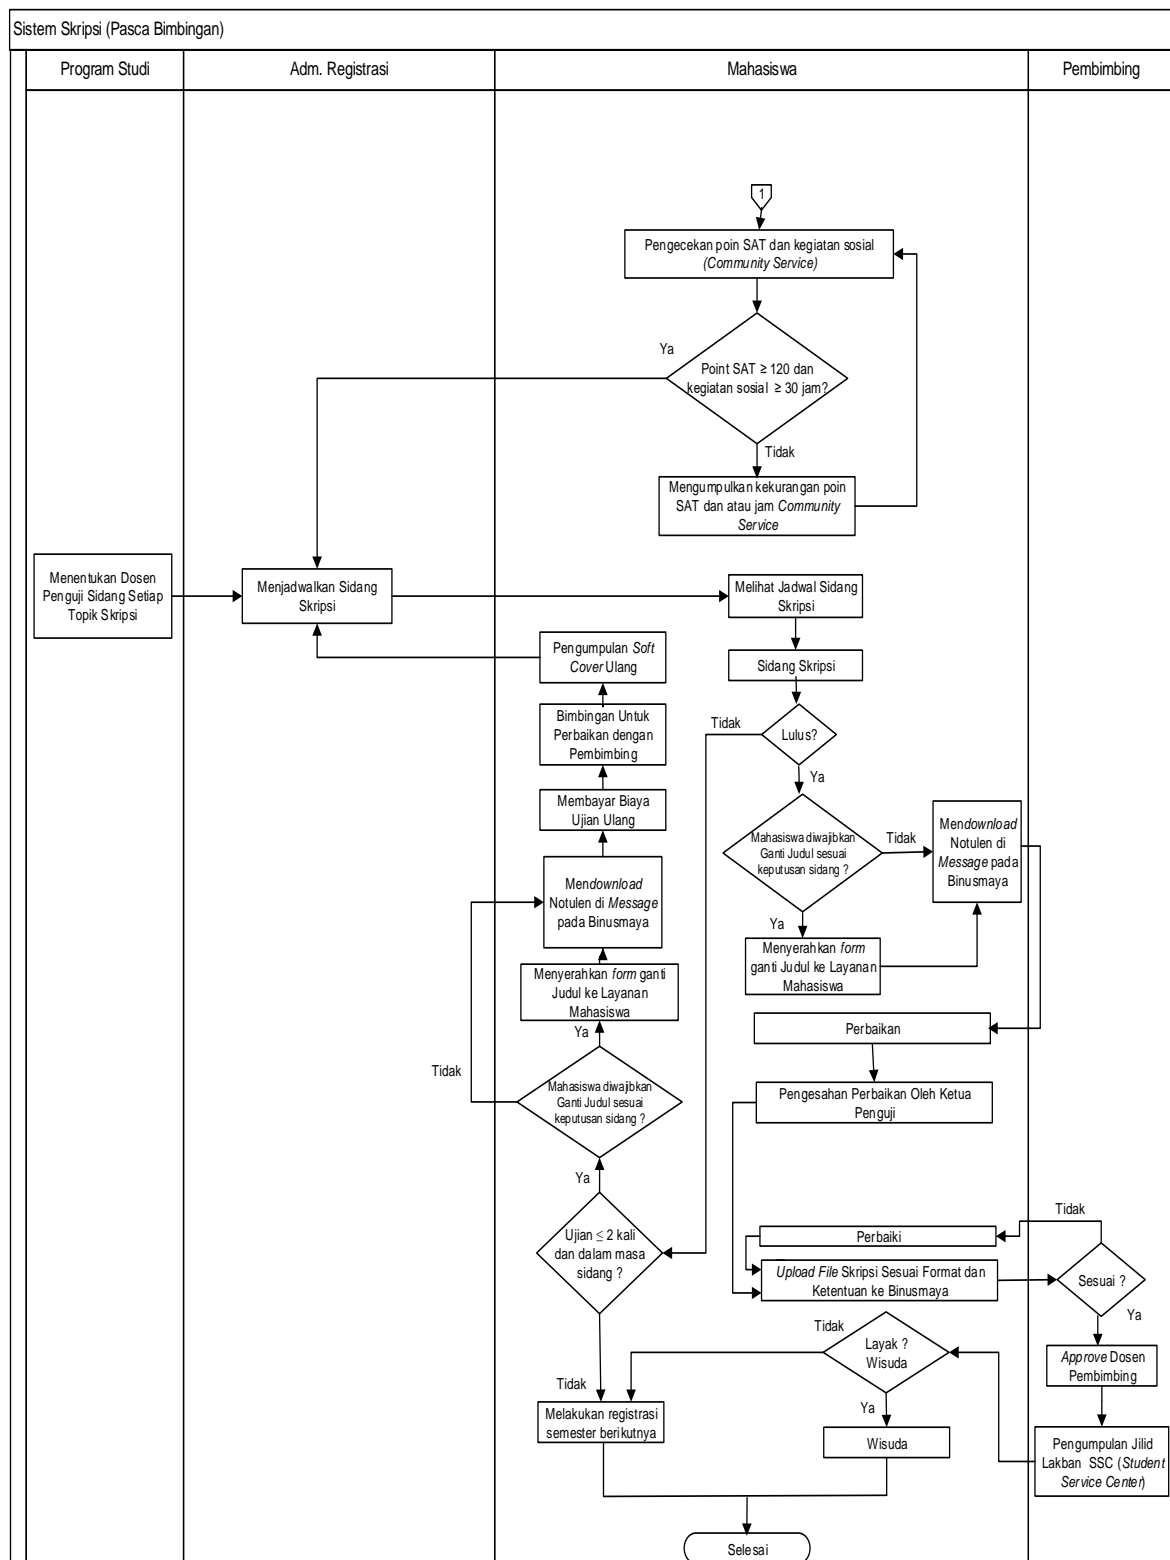 Sistem Skripsi (Pasca Bimbingan)
Program Studi
Adm. Registrasi
Mahasiswa
Pembimbing
1
Pengecekan poin SAT dan kegiatan sosial
(Community Service)
Ya
Point SAT ≥ 120 dan
kegiatan sosial ≥ 30 jam?
Tidak
Mengumpulkan kekurangan poin
SAT dan atau jam Community
Service
Menentukan Dosen
Penguji Sidang Setiap
Topik Skripsi
Menjadwalkan Sidang
Skripsi
Melihat Jadwal Sidang
Skripsi
Pengumpulan Soft
Cover Ulang
Sidang Skripsi
Bimbingan Untuk
Perbaikan dengan
Pembimbing
Tidak
Lulus?
Ya
Membayar Biaya
Ujian Ulang
Mahasiswa diwajibkan
Ganti Judul sesuai
keputusan sidang ?
Tidak
Mendownload
Notulen di Message pada
Binusmaya
Mendownload
Notulen di Message
pada Binusmaya
Ya
Menyerahkan form
ganti Judul ke Layanan
Mahasiswa
Menyerahkan form ganti
Judul ke Layanan
Mahasiswa
Ya
Perbaikan
Tidak
Mahasiswa diwajibkan
Ganti Judul sesuai
keputusan sidang ?
Pengesahan Perbaikan Oleh Ketua
Penguji
Ya
Ujian ≤ 2 kali
dan dalam masa
sidang ?
Tidak
Perbaiki
Upload File Skripsi Sesuai Format dan
Ketentuan ke Binusmaya
Sesuai ?
Ya
Tidak
Layak ?
Wisuda
Approve Dosen
Pembimbing
Tidak
Ya
Melakukan registrasi
semester berikutnya
Wisuda
Pengumpulan Jilid
Lakban SSC (Student
Service Center)
Selesai